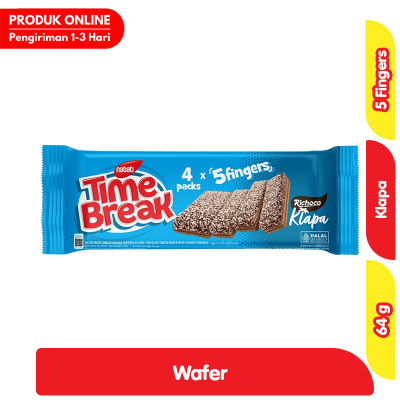 PRODUK ONLINE
Pengiriman 1-3 Hari
5 Fingers
Klapa
64 g
nabati
Time
Break
4 x 5fingers
packs
Richoco
Klapa
HALAL
Wafer